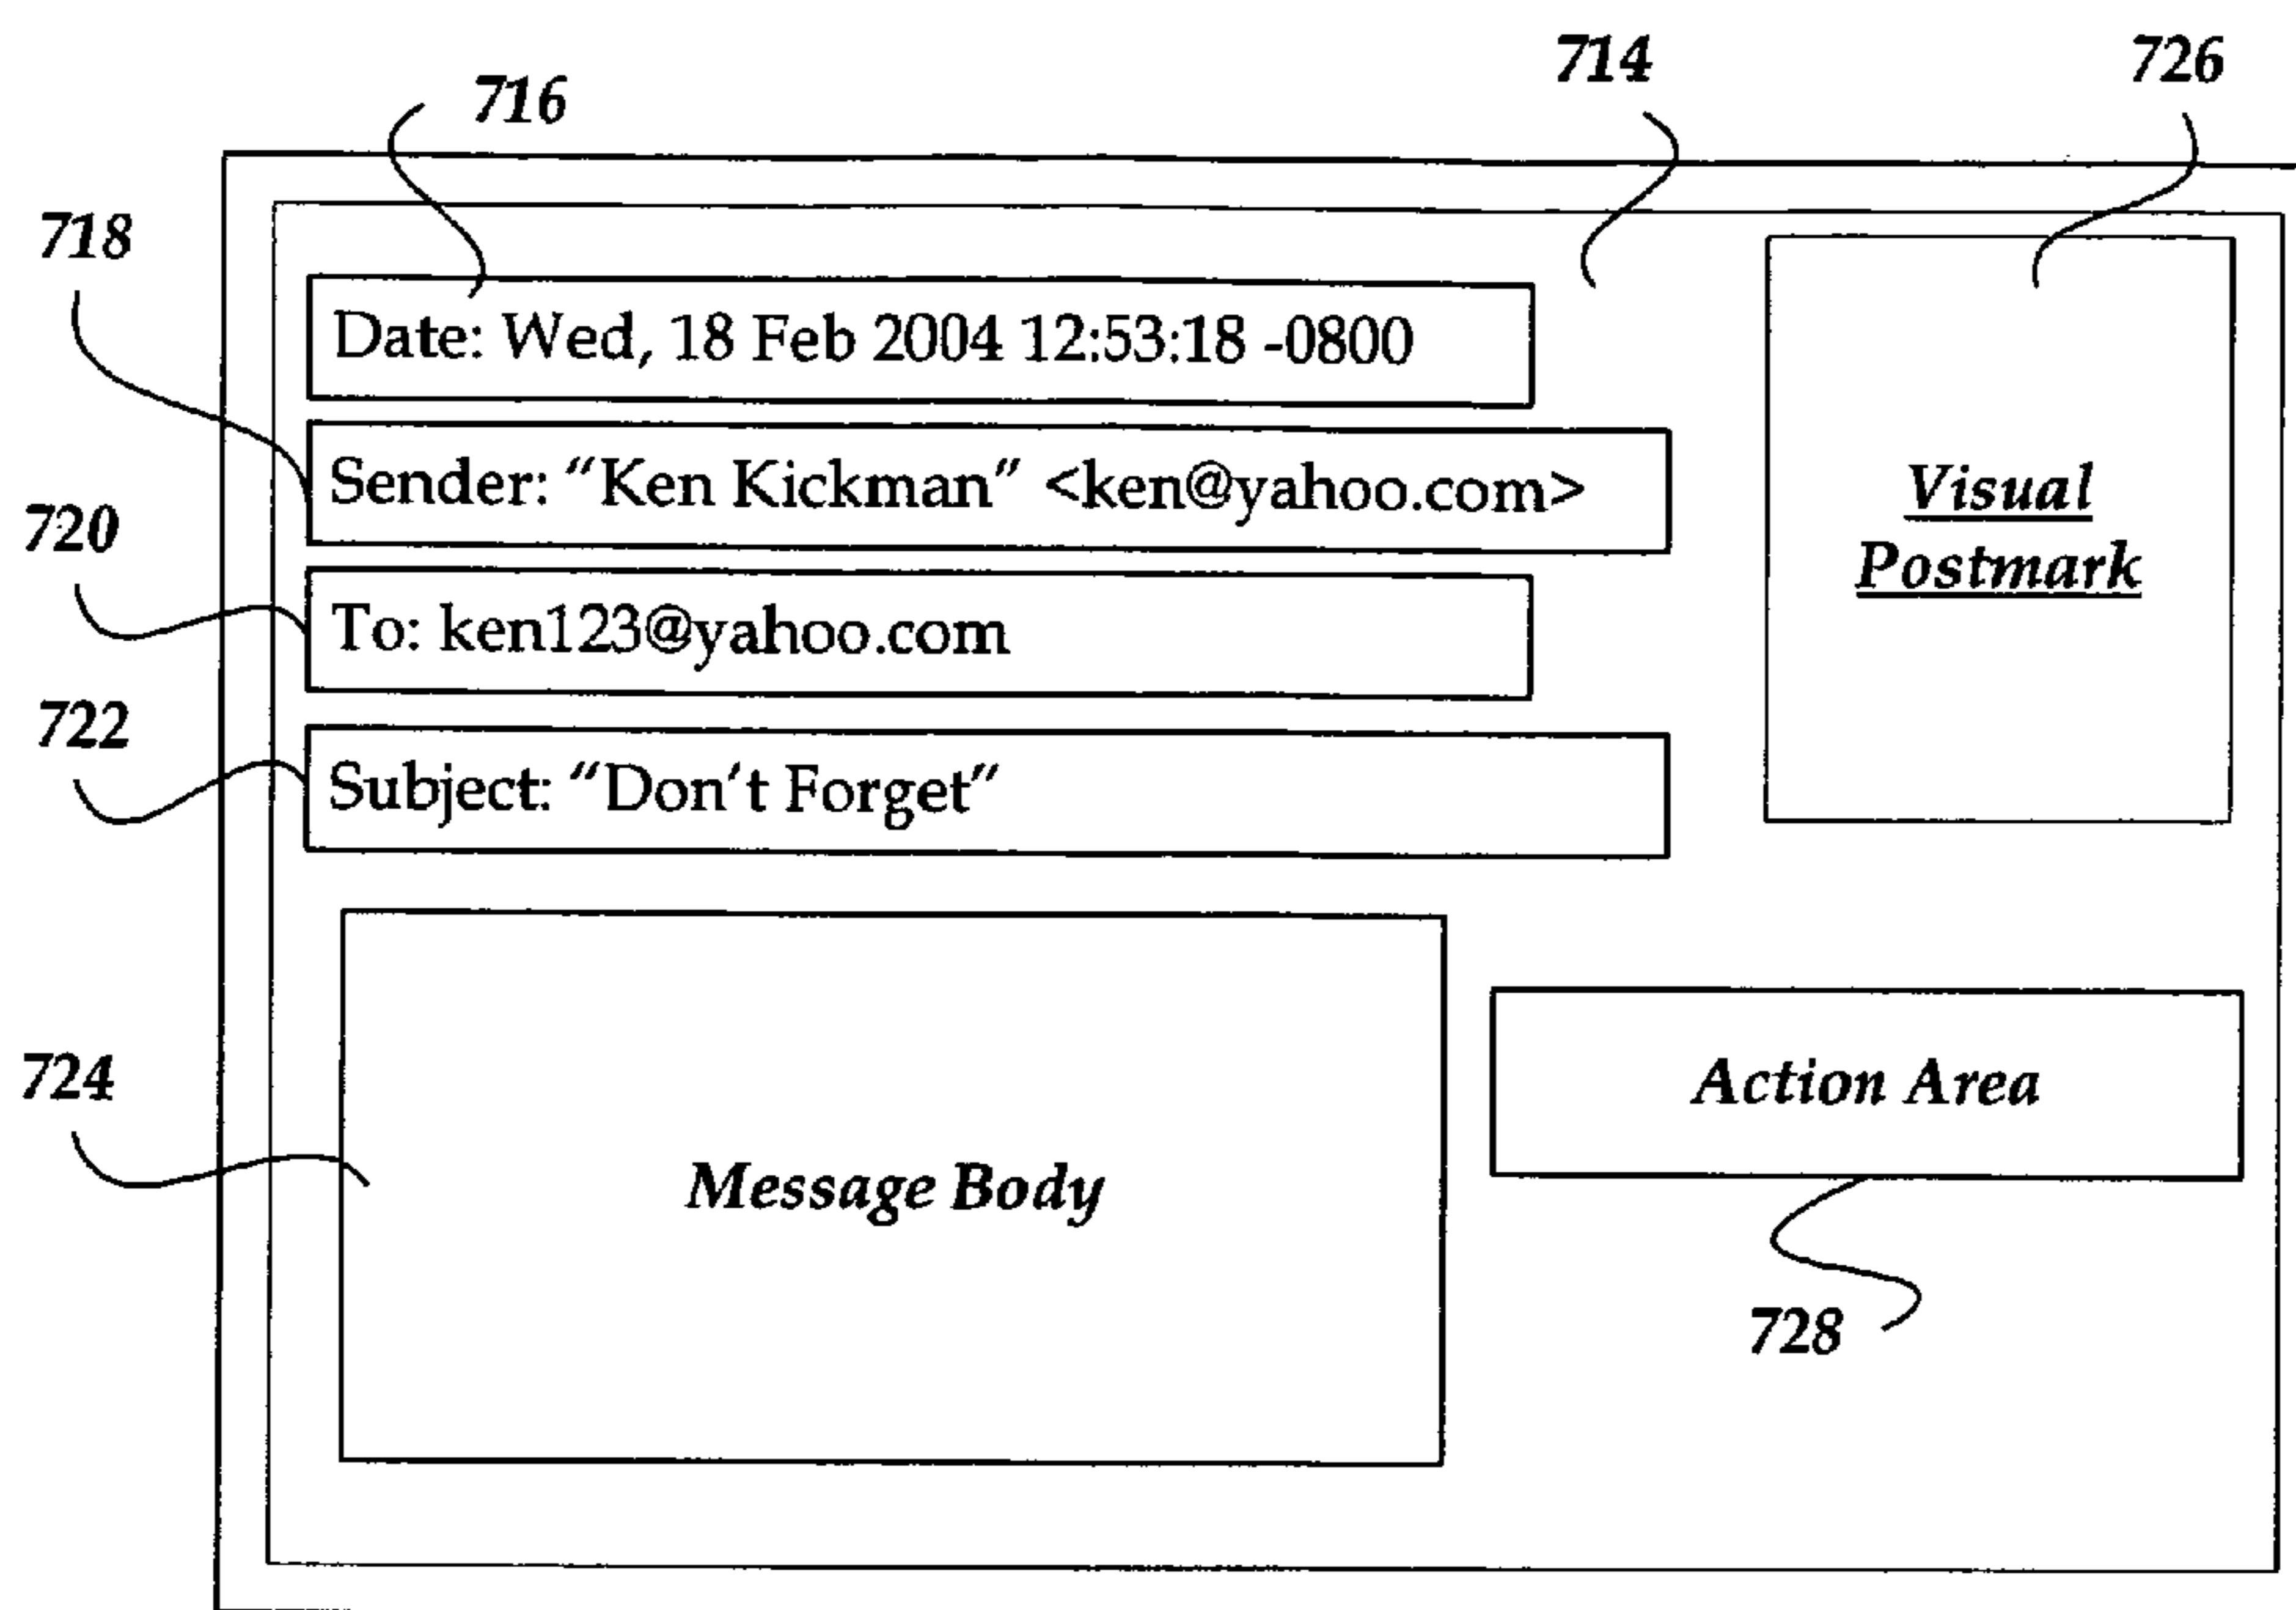 716
714
726
718
Date: Wed, 18 Feb 2004 12:53:18 -0800
Sender: “Ken Kickman” <ken@yahoo.com>
Visual
Postmark
720
To: ken123@yahoo.com
722
Subject: “Don't Forget”
724
Message Body
Action Area
728